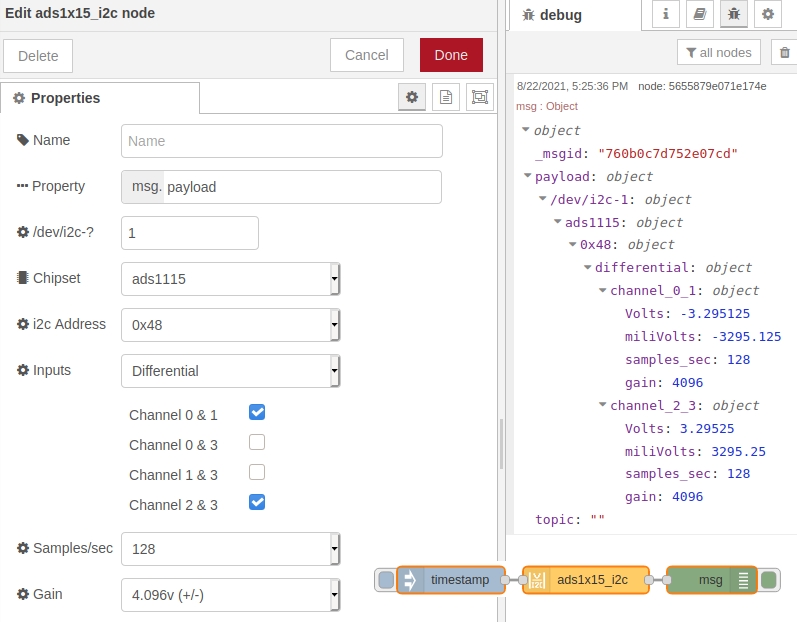 Edit ads1x15_i2c node
Delete
Cancel
Done
Properties
Name
Name
Property
msg. payload
/dev/i2c-?
1
Chipset
ads1115
i2c Address
0x48
Inputs
Differential
Channel 0 & 1
Channel 0 & 3
Channel 1 & 3
Channel 2 & 3
Samples/sec
128
Gain
4.096v (+/-)
debug
all nodes
8/22/2021, 5:25:36 PM node: 5655879e071e174e
msg : Object
object
_msgid: "760b0c7d752e07cd"
payload: object
/dev/i2c-1: object
ads1115: object
0x48: object
differential: object
channel_0_1: object
Volts: -3.295125
miliVolts: -3295.125
samples_sec: 128
gain: 4096
channel_2_3: object
Volts: 3.29525
miliVolts: 3295.25
samples_sec: 128
gain: 4096
topic: ""
timestamp
ads1x15_i2c
msg